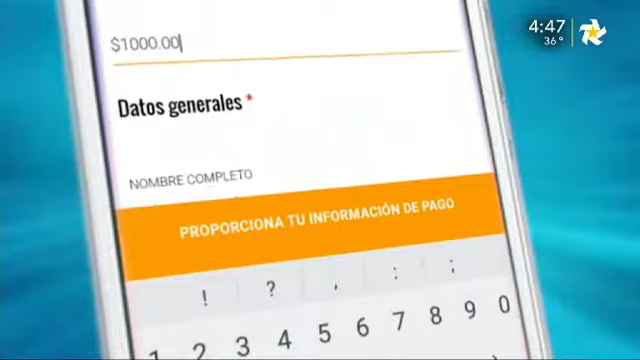 $1000.00
4:47
36°
Datos generales *
NOMBRE COMPLETO
PROPORCIONA TU INFORMACIÓN DE PAGO
! ? , : ;
1 2 3 4 5 6 7 8 9 0